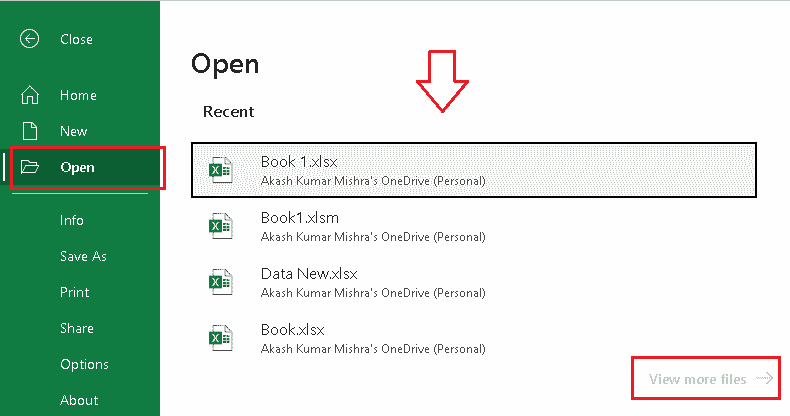 Close
Home
New
Open
Info
Save As
Print
Share
Options
About
Open
Recent
Book 1.xlsx
Akash Kumar Mishra's OneDrive (Personal)
Book1.xlsm
Akash Kumar Mishra's OneDrive (Personal)
Data New.xlsx
Akash Kumar Mishra's OneDrive (Personal)
Book.xlsx
Akash Kumar Mishra's OneDrive (Personal)
View more files